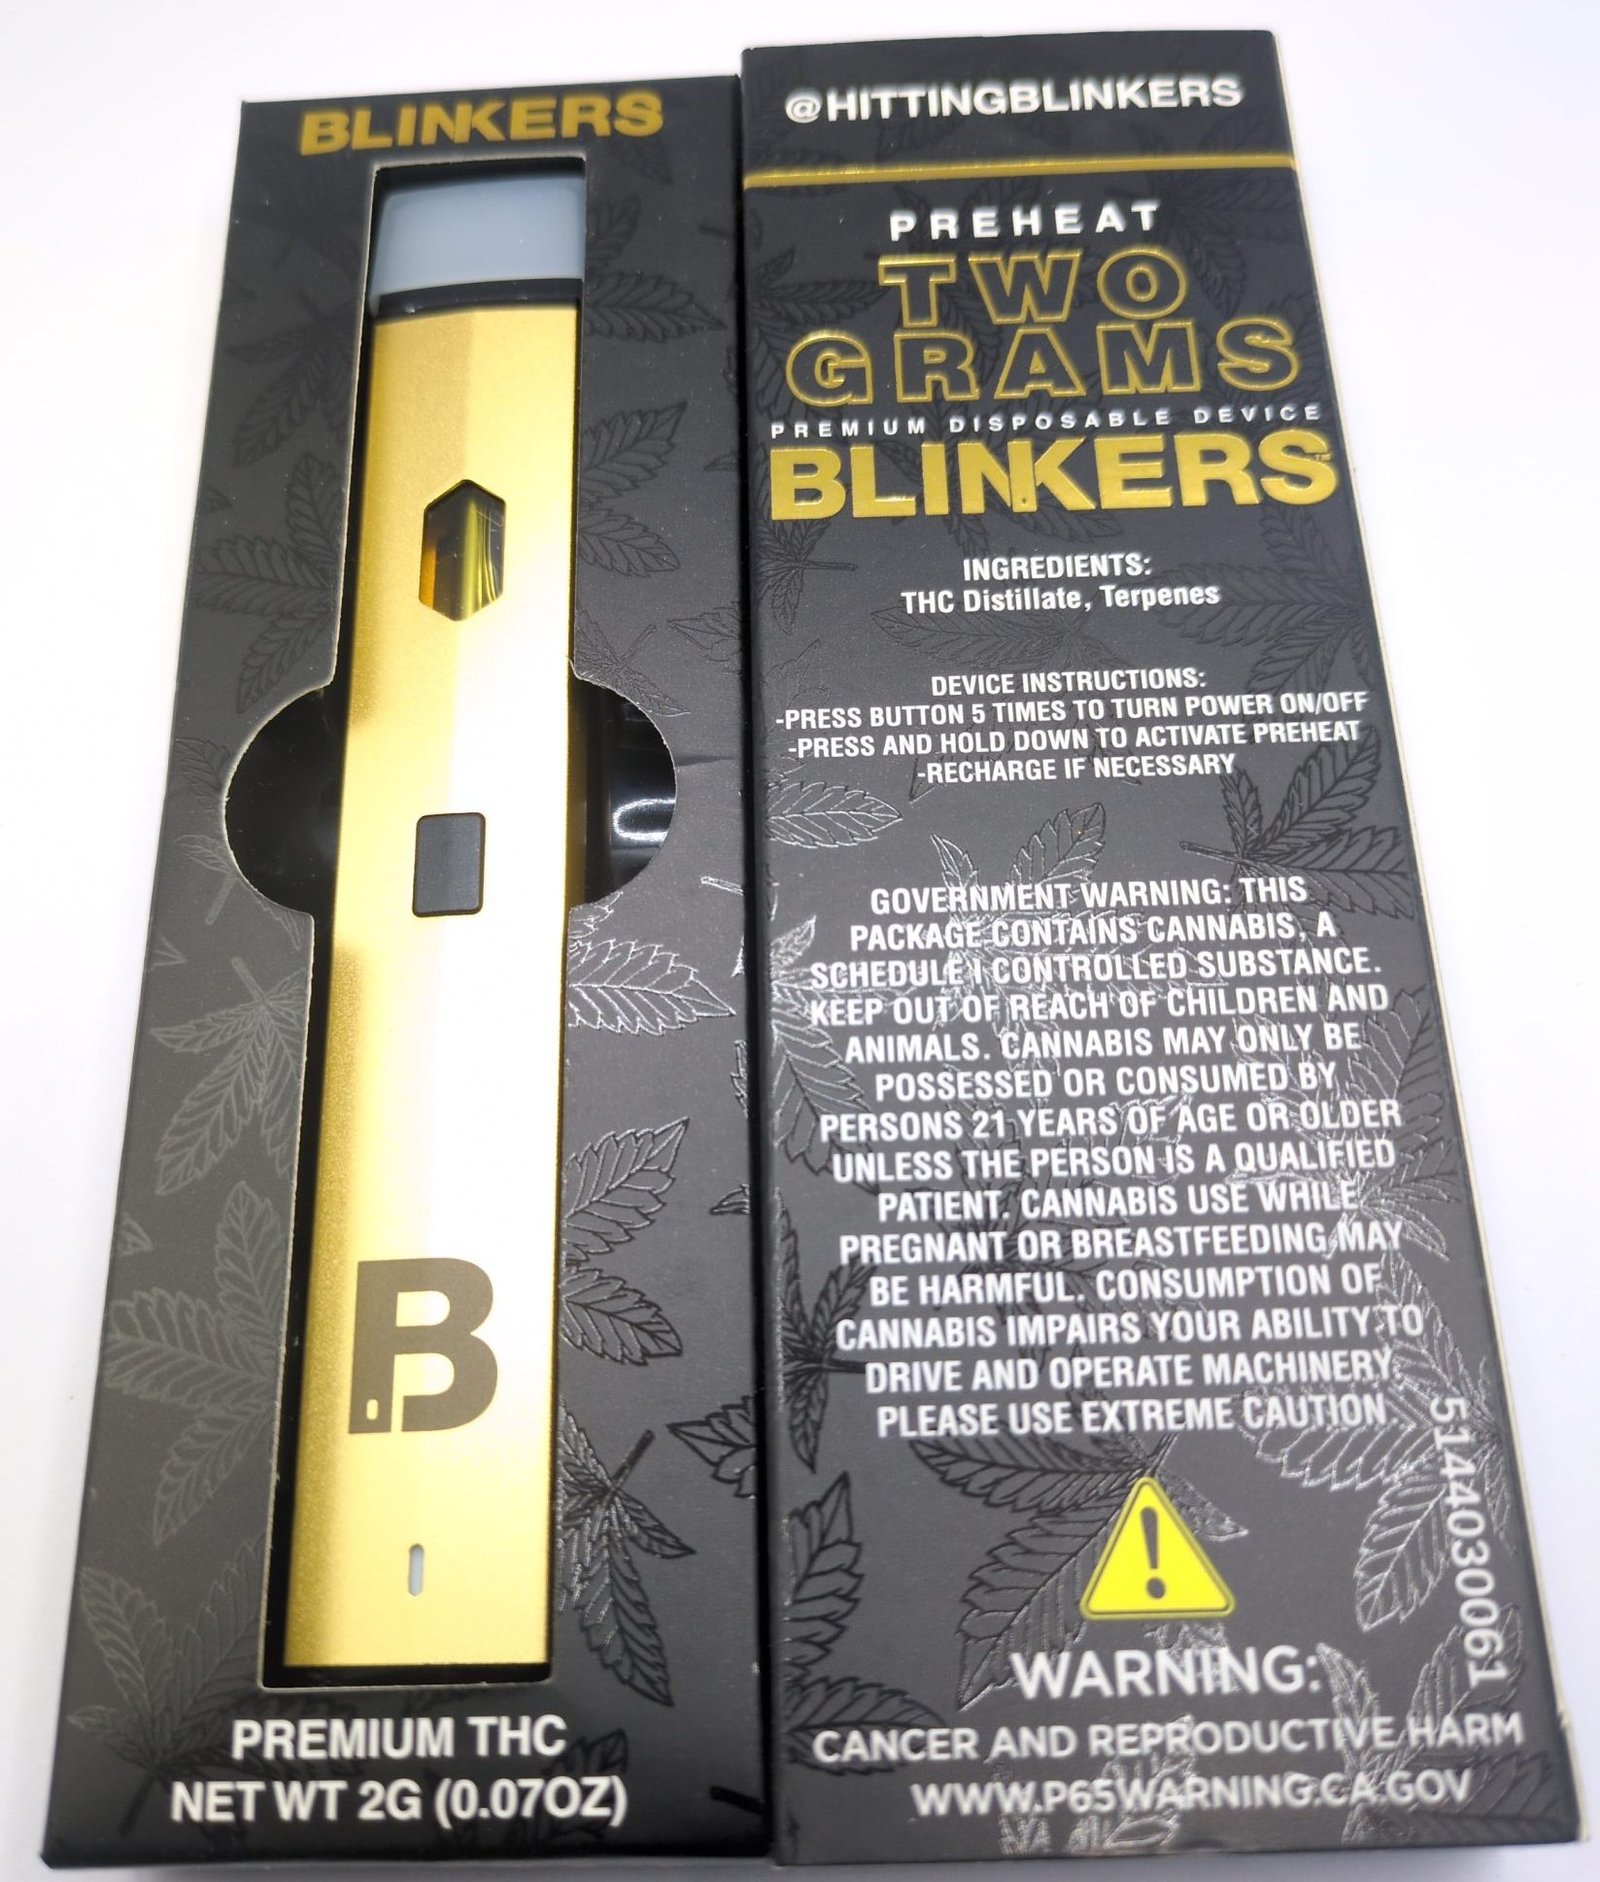 BLINKERS
B
PREMIUM THC
NET WT 2G (0.07OZ)
@HITTINGBLINKERS
PREHEAT
TWO
GRAMS
PREMIUM DISPOSABLE DEVICE
BLINKERS™
INGREDIENTS:
THC Distillate, Terpenes
DEVICE INSTRUCTIONS:
-PRESS BUTTON 5 TIMES TO TURN POWER ON/OFF
-PRESS AND HOLD DOWN TO ACTIVATE PREHEAT
-RECHARGE IF NECESSARY
GOVERNMENT WARNING: THIS
PACKAGE CONTAINS CANNABIS, A
SCHEDULE I CONTROLLED SUBSTANCE.
KEEP OUT OF REACH OF CHILDREN AND
ANIMALS. CANNABIS MAY ONLY BE
POSSESSED OR CONSUMED BY
PERSONS 21 YEARS OF AGE OR OLDER
UNLESS THE PERSON IS A QUALIFIED
PATIENT. CANNABIS USE WHILE
PREGNANT OR BREASTFEEDING MAY
BE HARMFUL. CONSUMPTION OF
CANNABIS IMPAIRS YOUR ABILITY TO
DRIVE AND OPERATE MACHINERY.
PLEASE USE EXTREME CAUTION.
5144030061
WARNING:
CANCER AND REPRODUCTIVE HARM
WWW.P65WARNING.CA.GOV